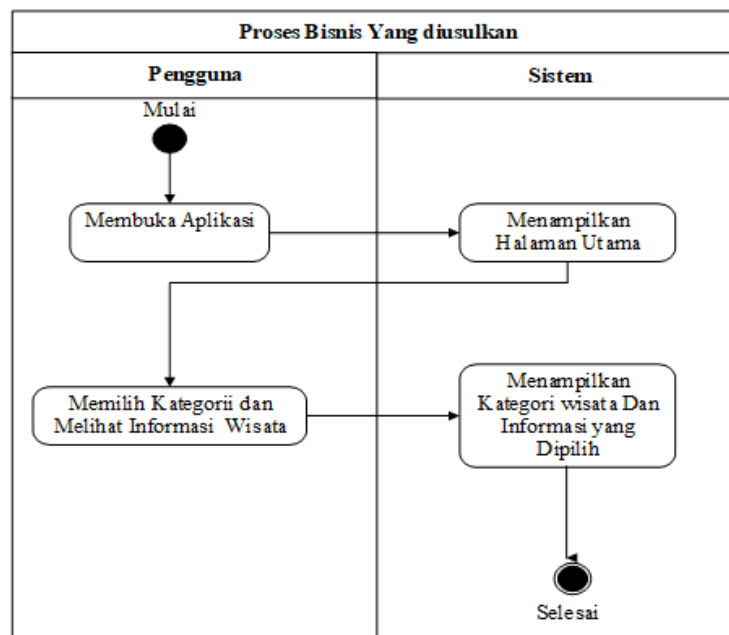 Proses Bisnis Yang diusulkan
Pengguna
Sistem
Mulai
Membuka Aplikasi
Menampilkan
Halaman Utama
Memilih Kategorii dan
Melihat Informasi Wisata
Menampilkan
Kategori wisata Dan
Informasi yang
Dipilih
Selesai